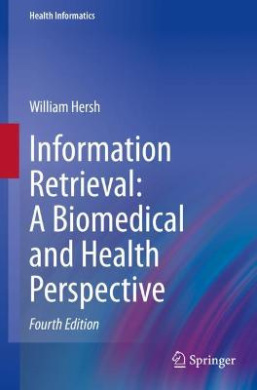 Health Informatics
William Hersh
Information
Retrieval:
A Biomedical
and Health
Perspective
Fourth Edition
Springer